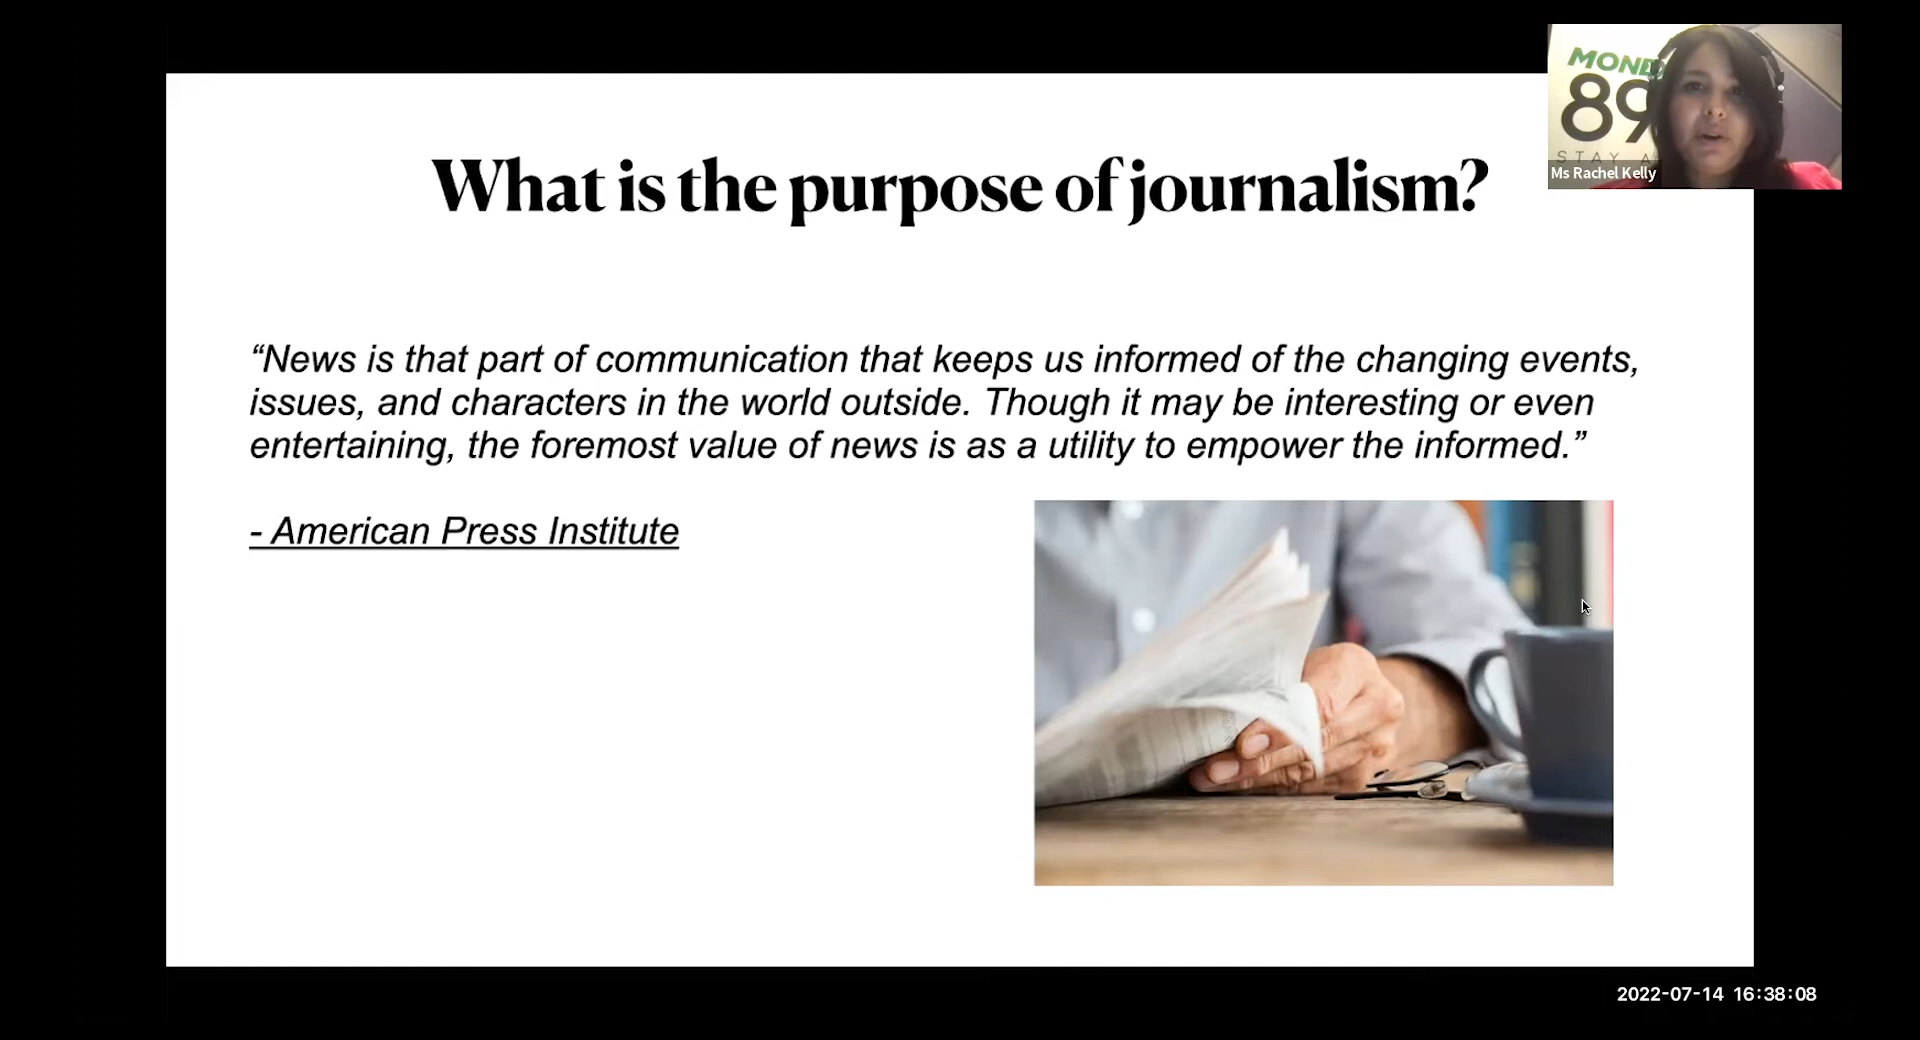 MOND
89
STAY A
Ms Rachel Kelly
What is the purpose of journalism?
“News is that part of communication that keeps us informed of the changing events,
issues, and characters in the world outside. Though it may be interesting or even
entertaining, the foremost value of news is as a utility to empower the informed.”
- American Press Institute
2022-07-14 16:38:08